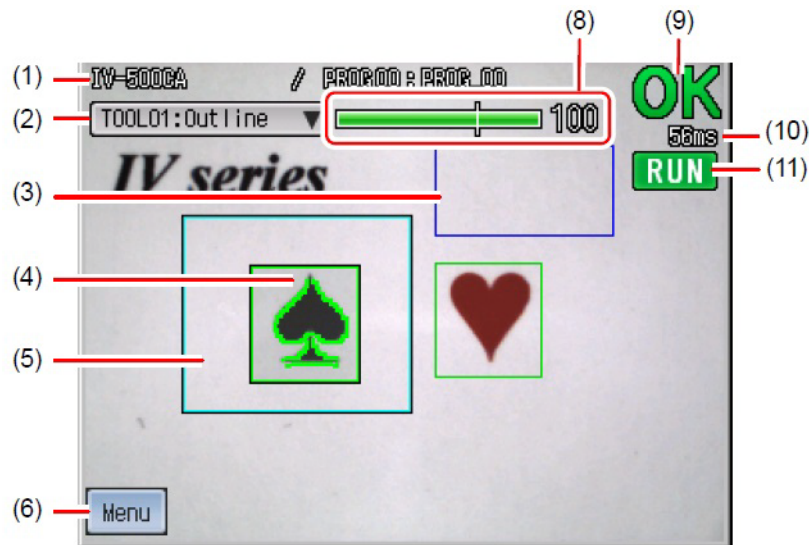 (8)
(9)
(1)
IV-500CA / PROG00 : PROG_00
OK
(2)
TOOL01:Outline
100
56ms
(10)
IV series
RUN
(11)
(3)
(4)
(5)
(6)
Menu